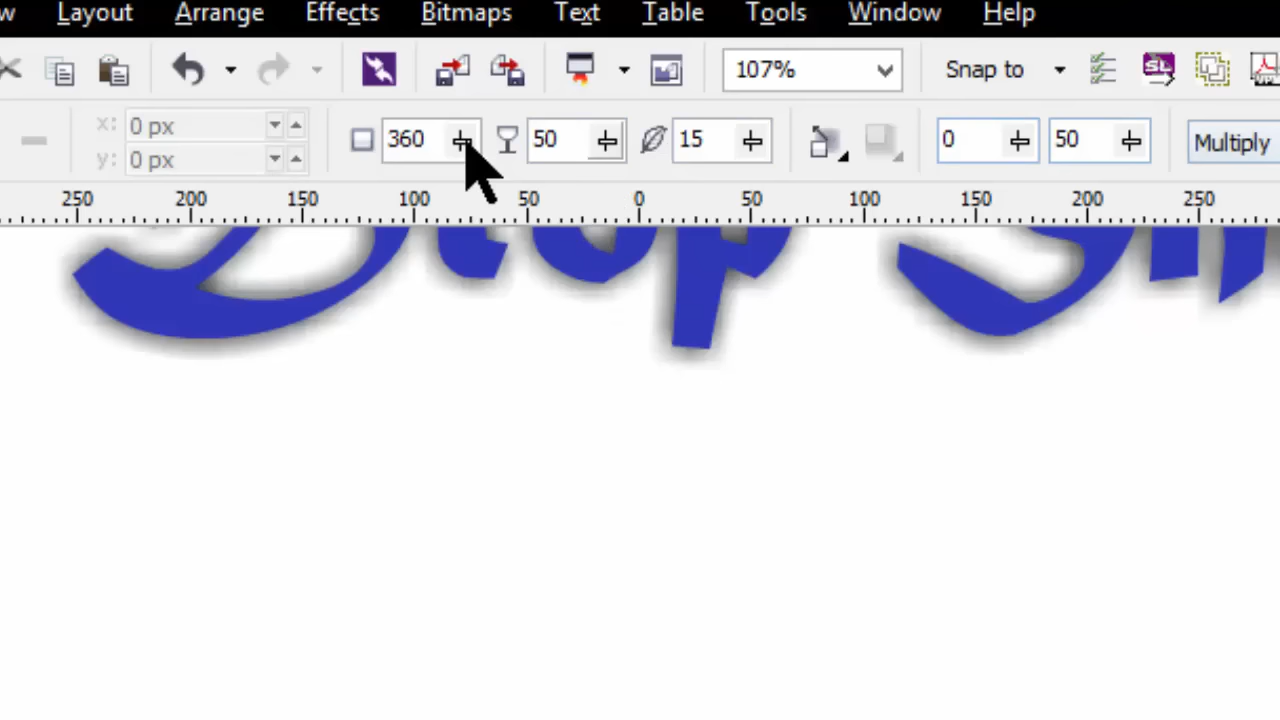 w Layout Arrange Effects Bitmaps Text Table Tools Window Help
107% Snap to
x: 0 px 360 50 15 0 50 Multiply
y: 0 px
250 200 150 100 50 0 50 100 150 200 250